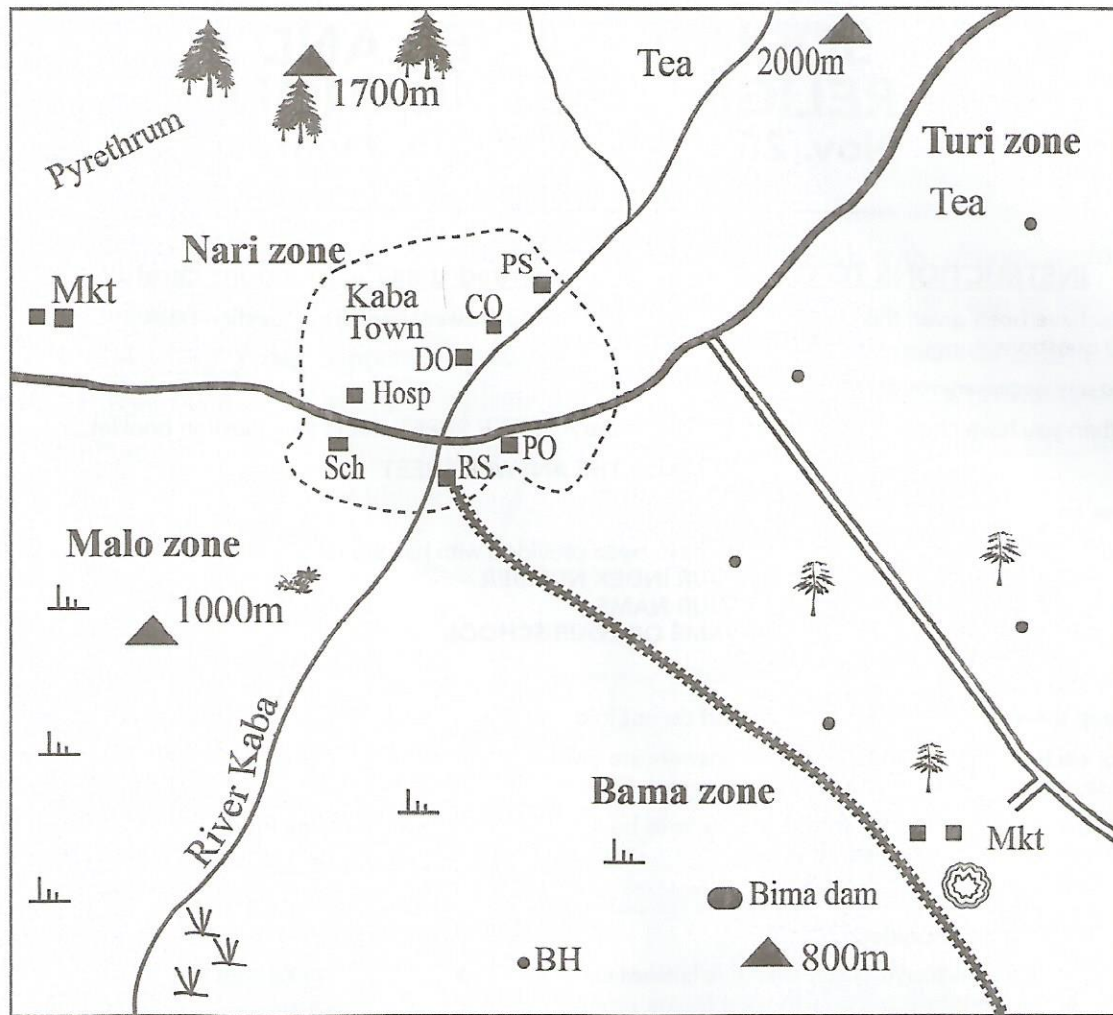 Tea
2000m
1700m
Pyrethrum
Turi zone
Tea
Nari zone
PS
Mkt
Kaba
Town
CO
DO
Hosp
Sch
PO
RS
Malo zone
1000m
River Kaba
Bama zone
Mkt
Bima dam
BH
800m